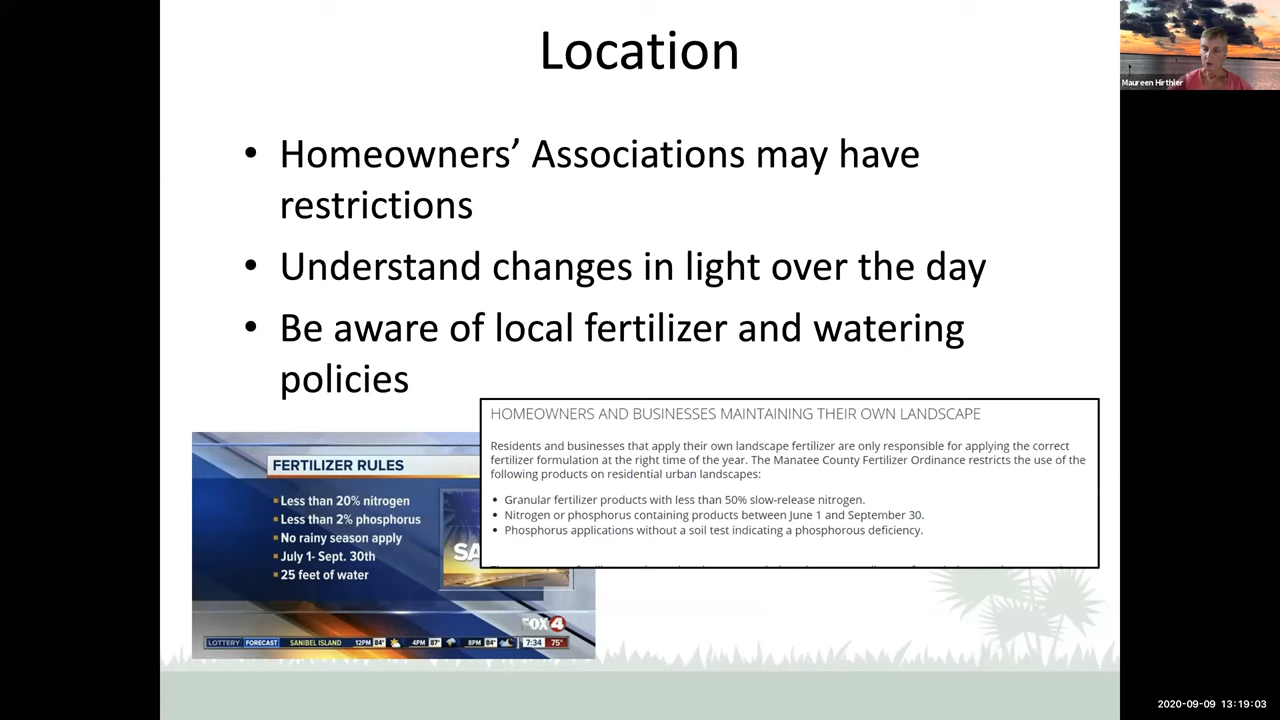 Location
• Homeowners’ Associations may have
restrictions
• Understand changes in light over the day
• Be aware of local fertilizer and watering
policies
HOMEOWNERS AND BUSINESSES MAINTAINING THEIR OWN LANDSCAPE
Residents and businesses that apply their own landscape fertilizer are only responsible for applying the correct
fertilizer formulation at the right time of the year. The Manatee County Fertilizer Ordinance restricts the use of the
following products on residential urban landscapes:
• Granular fertilizer products with less than 50% slow-release nitrogen.
• Nitrogen or phosphorus containing products between June 1 and September 30.
• Phosphorus applications without a soil test indicating a phosphorous deficiency.
FERTILIZER RULES
Less than 20% nitrogen
Less than 2% phosphorus
No rainy season apply
July 1- Sept. 30th
25 feet of water
SA
FOX 4
LOTTERY FORECAST SANIBEL ISLAND 12PM 84° 4PM 87° 8PM 84° 7:34 75°
Maureen Hirthler
2020-09-09 13:19:03